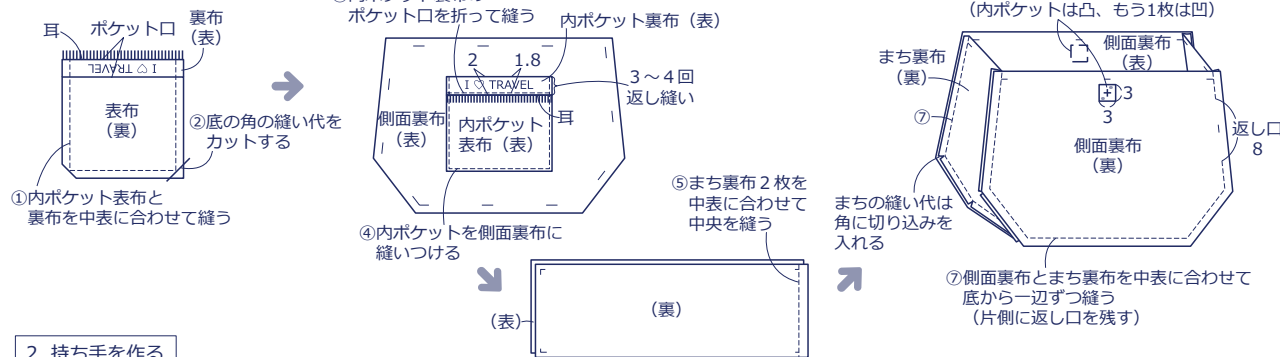 耳
ポケット口
裏布
（表）
I ♡ TRAVEL
表布
（裏）
②底の角の縫い代を
カットする
①内ポケット表布と
裏布を中表に合わせて縫う
ポケット口を折って縫う
内ポケット裏布（表）
2
1.8
I ♡ TRAVEL
3〜4回
返し縫い
側面裏布
（表）
内ポケット
表布（表）
耳
④内ポケットを側面裏布に
縫いつける
⑤まち裏布２枚を
中表に合わせて
中央を縫う
（表）
（裏）
（内ポケットは凸、もう1枚は凹）
まち裏布
（裏）
側面裏布
（表）
⑦
3
3
側面裏布
（裏）
返し口
8
まちの縫い代は
角に切り込みを
入れる
⑦側面裏布とまち裏布を中表に合わせて
底から一辺ずつ縫う
（片側に返し口を残す）
2 持ち手を作る